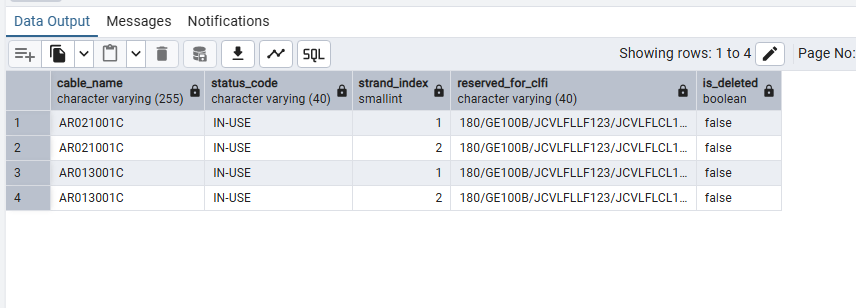 Data Output Messages Notifications
SQL Showing rows: 1 to 4 Page No:
cable_name status_code strand_index reserved_for_clfi is_deleted
character varying (255) character varying (40) smallint character varying (40) boolean
1 AR021001C IN-USE 1 180/GE100B/JCVLFLLF123/JCVLFLCL1... false
2 AR021001C IN-USE 2 180/GE100B/JCVLFLLF123/JCVLFLCL1... false
3 AR013001C IN-USE 1 180/GE100B/JCVLFLLF123/JCVLFLCL1... false
4 AR013001C IN-USE 2 180/GE100B/JCVLFLLF123/JCVLFLCL1... false